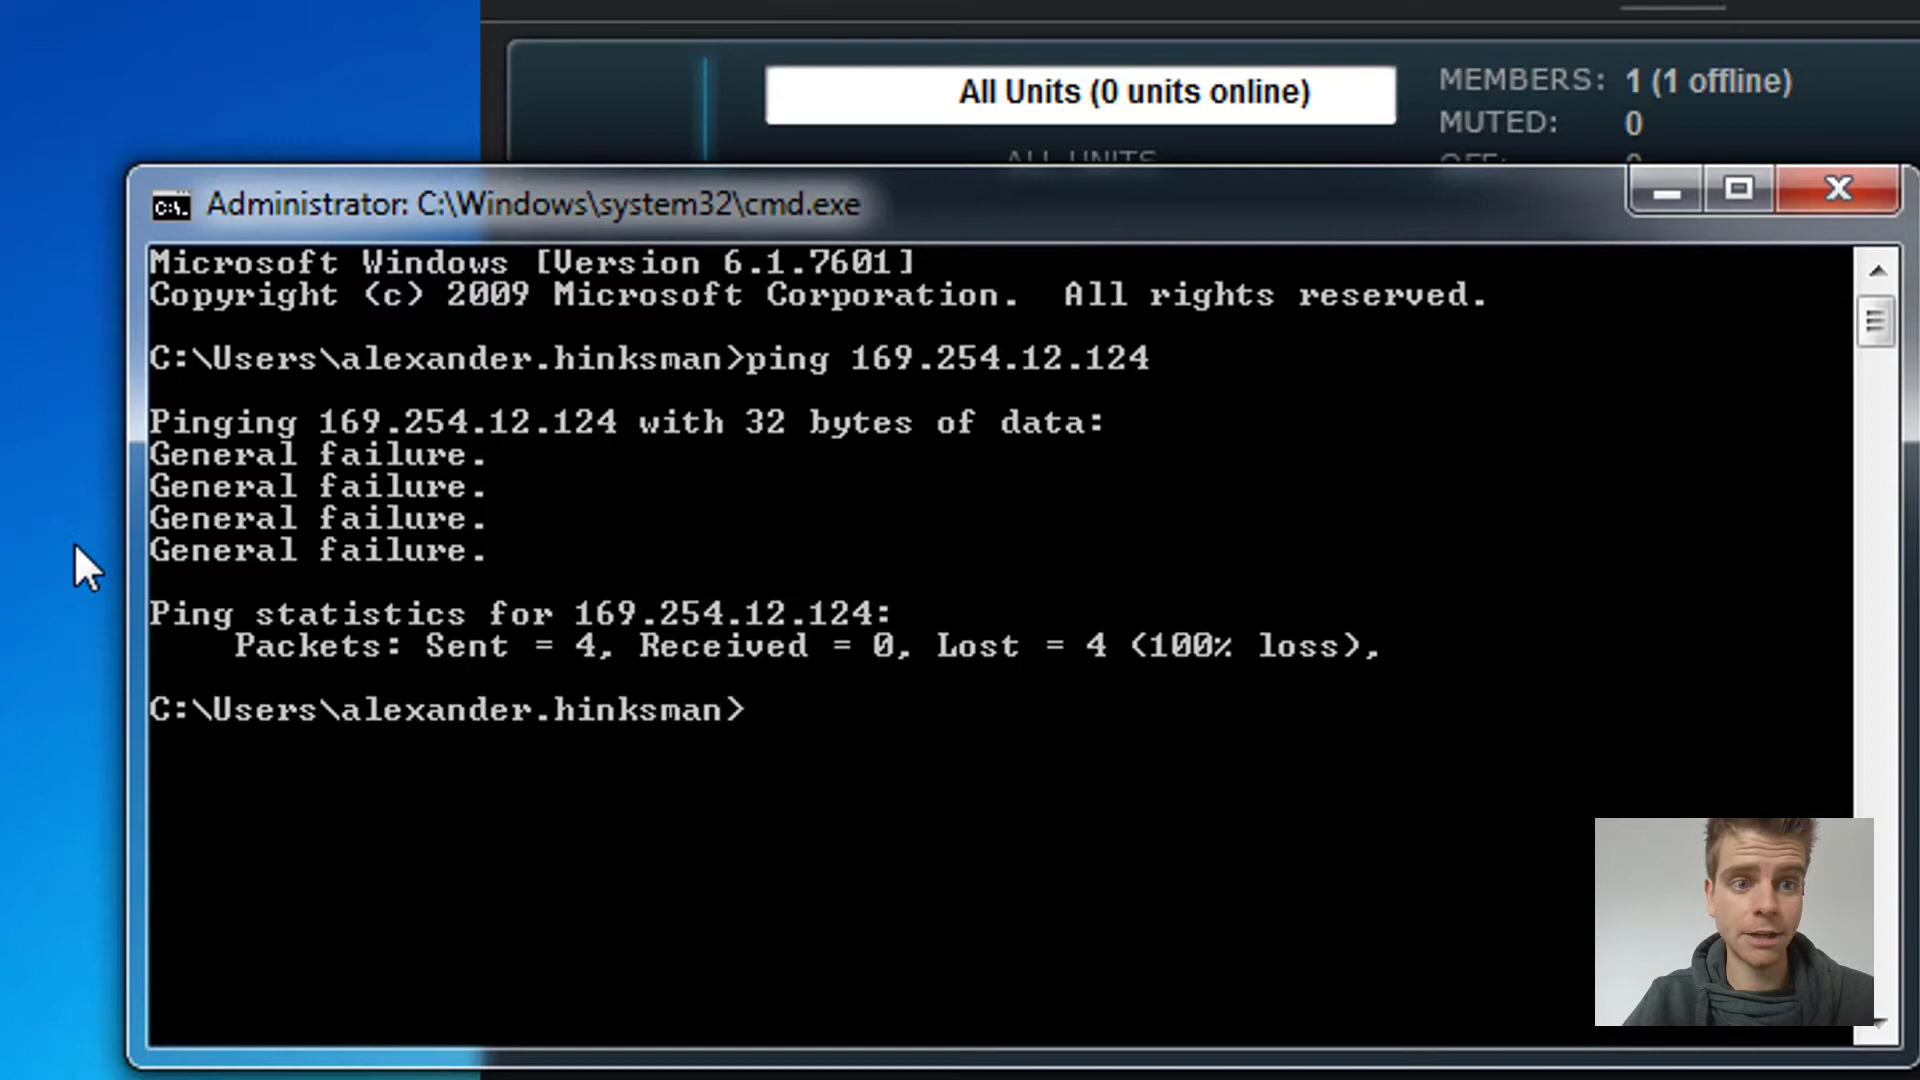 All Units (0 units online)
MEMBERS: 1 (1 offline)
MUTED: 0
ALL UNITS
OFF: 0
Administrator: C:\Windows\system32\cmd.exe
Microsoft Windows [Version 6.1.7601]
Copyright (c) 2009 Microsoft Corporation.  All rights reserved.
C:\Users\alexander.hinksman>ping 169.254.12.124
Pinging 169.254.12.124 with 32 bytes of data:
General failure.
General failure.
General failure.
General failure.
Ping statistics for 169.254.12.124:
Packets: Sent = 4, Received = 0, Lost = 4 (100% loss),
C:\Users\alexander.hinksman>